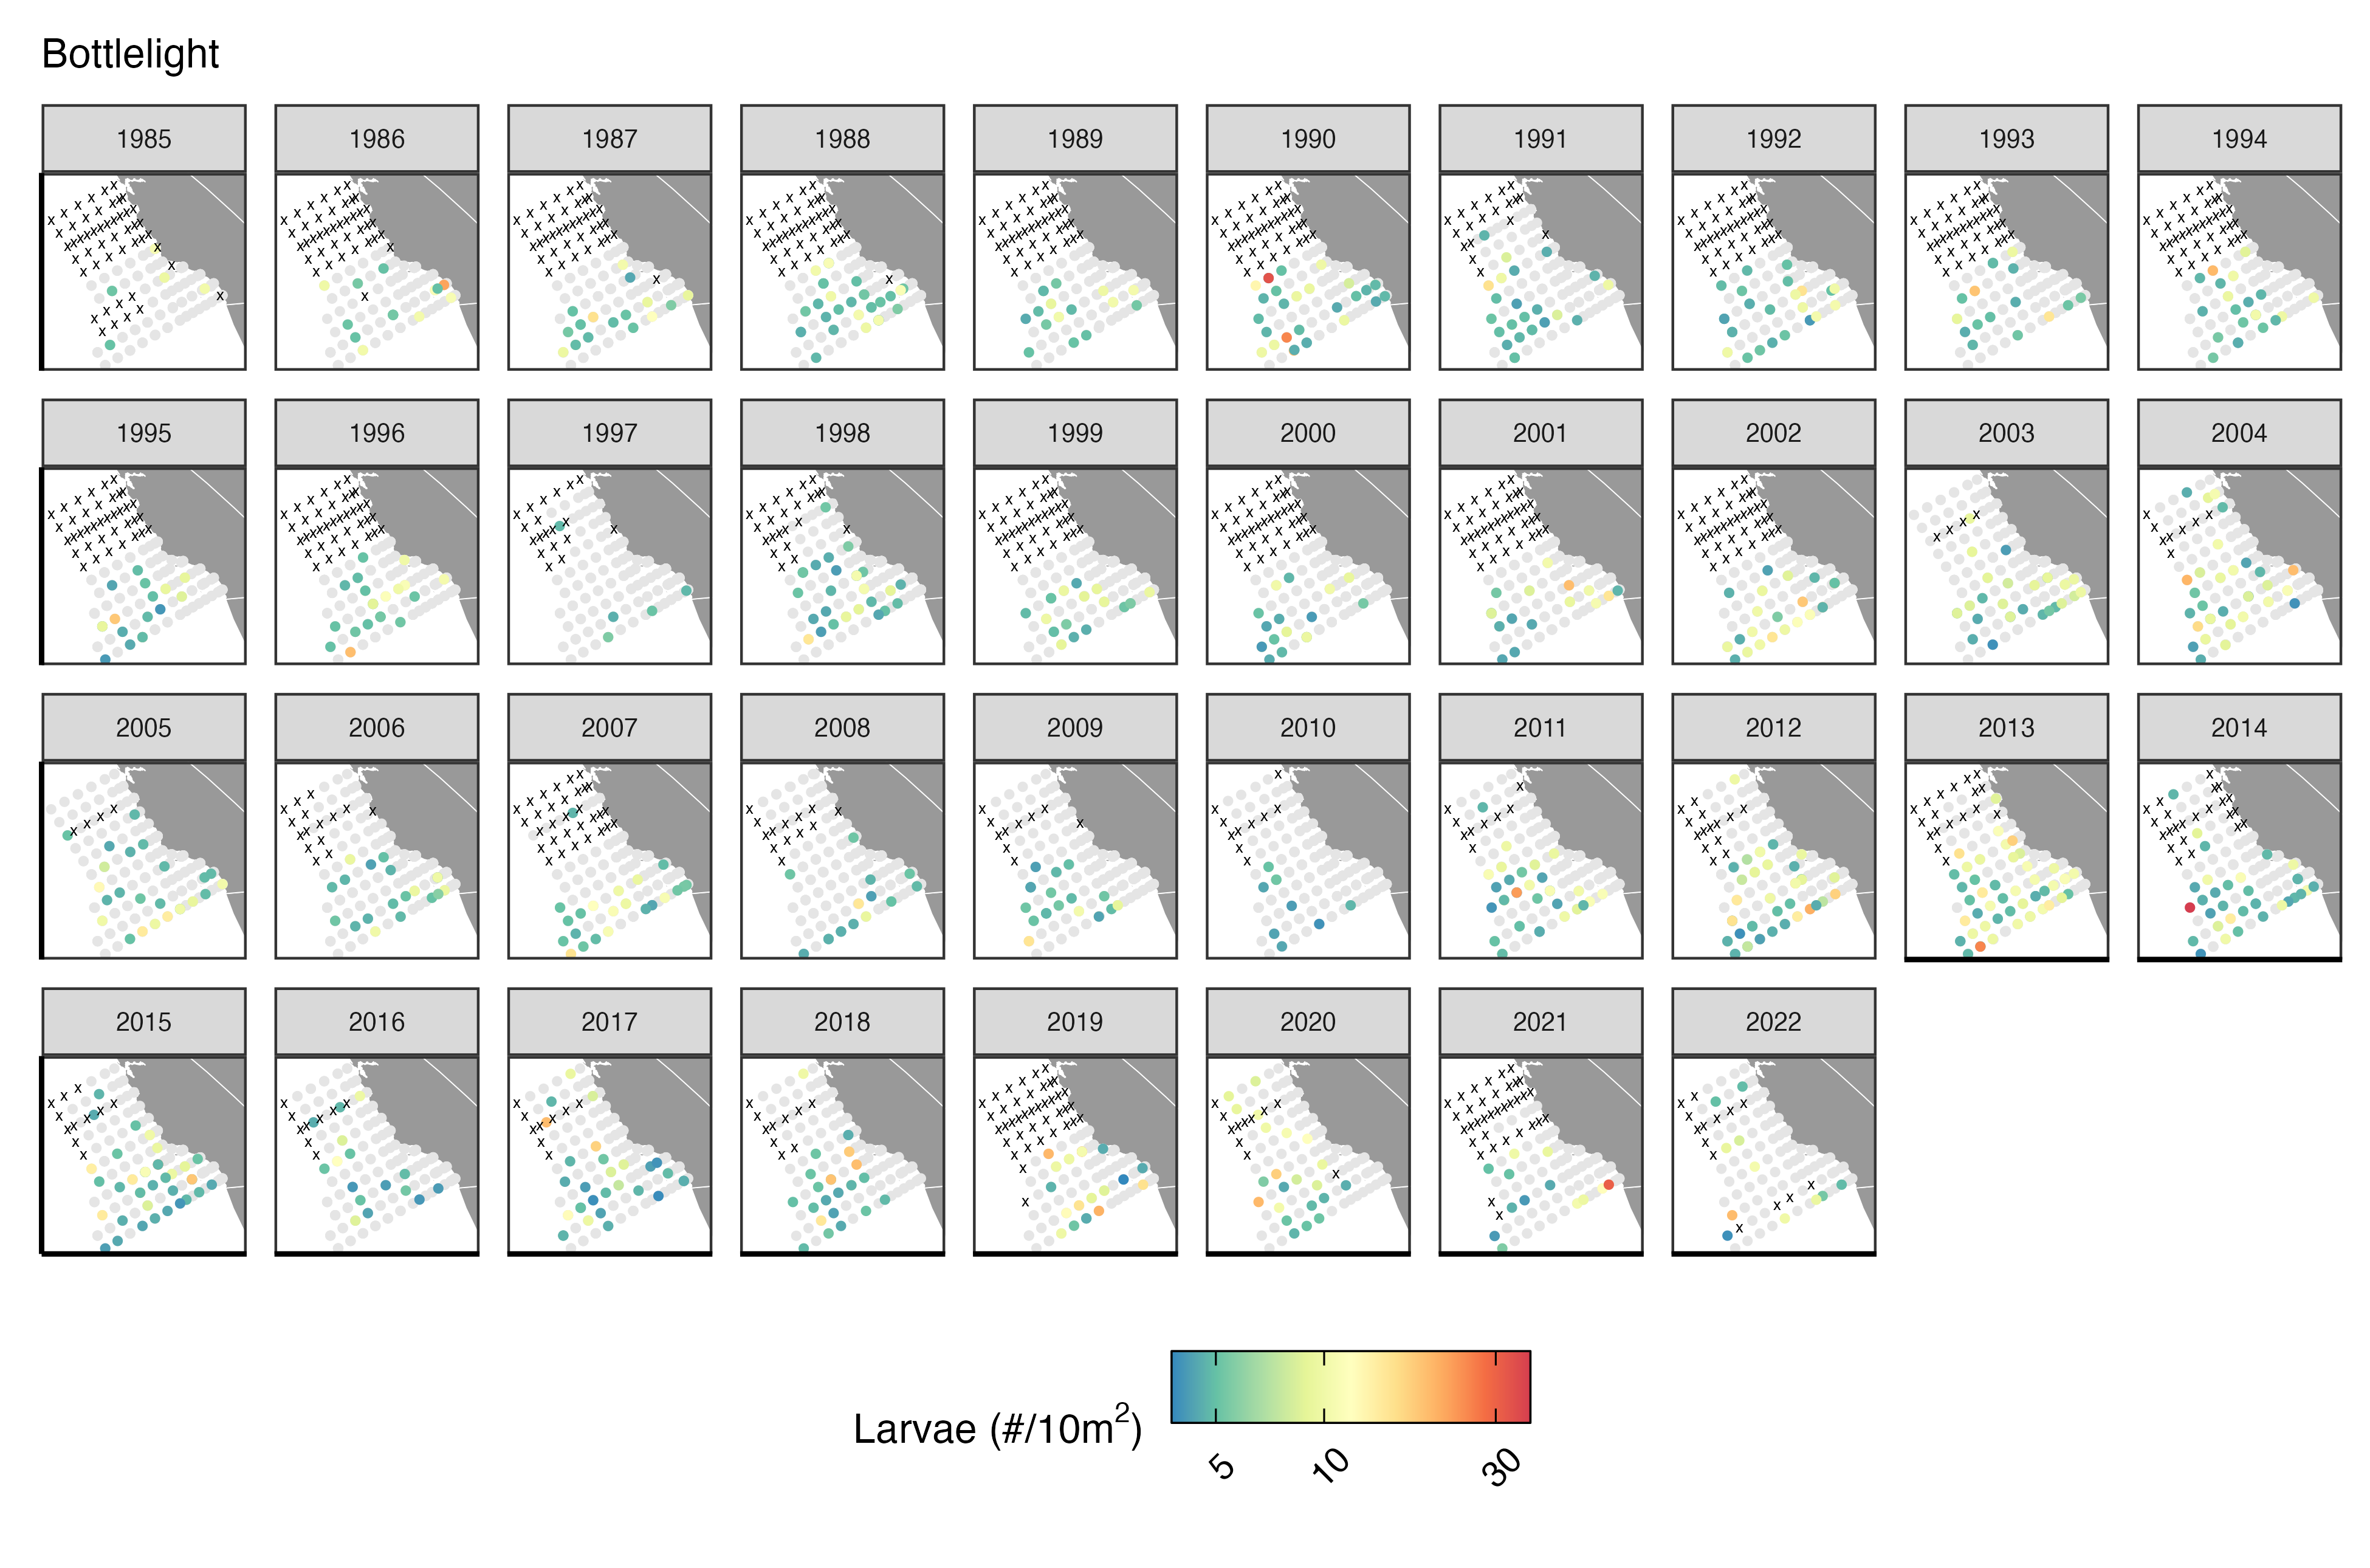 Bottlelight
1985 1986 1987 1988 1989 1990 1991 1992 1993 1994
1995 1996 1997 1998 1999 2000 2001 2002 2003 2004
2005 2006 2007 2008 2009 2010 2011 2012 2013 2014
2015 2016 2017 2018 2019 2020 2021 2022
Larvae (#/10m²)
5 10 30